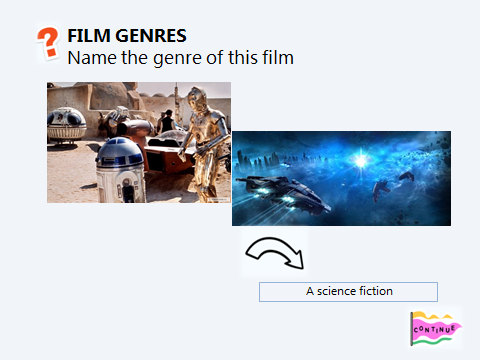 FILM GENRES
Name the genre of this film
A science fiction
CONTINUE